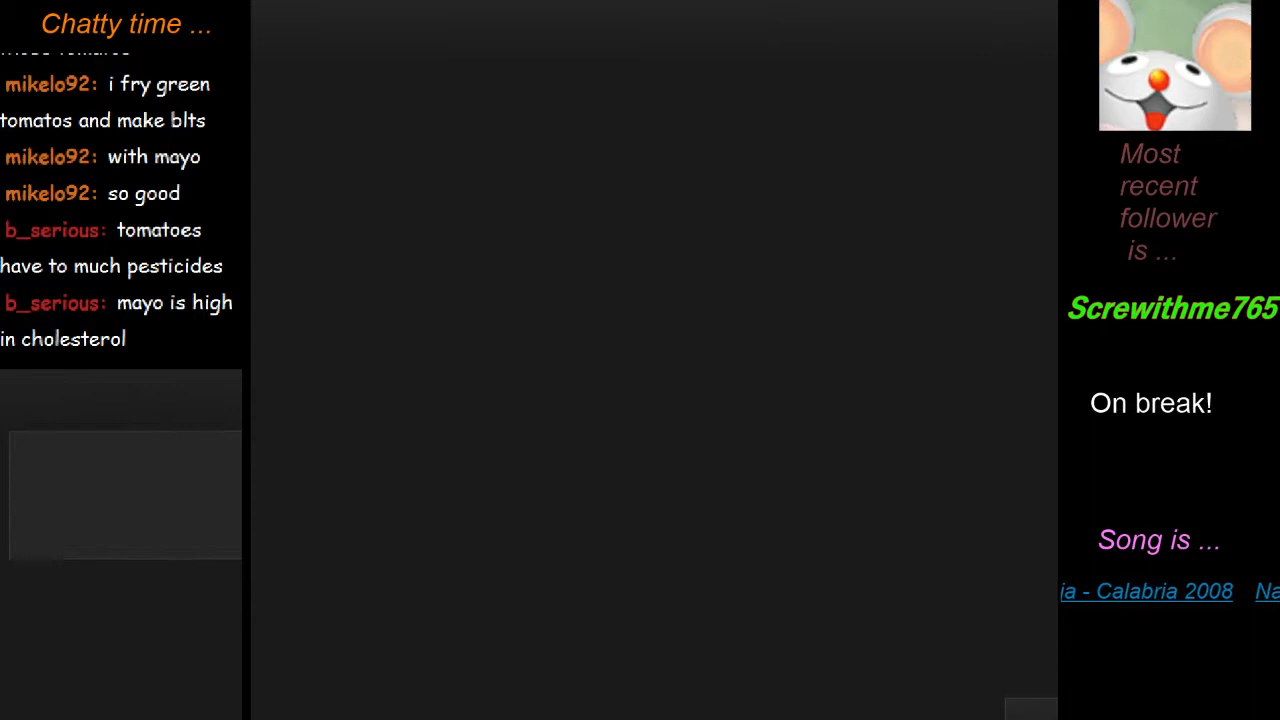 Chatty time ...
mikelo92: i fry green
tomatos and make blts
mikelo92: with mayo
mikelo92: so good
b_serious: tomatoes
have to much pesticides
b_serious: mayo is high
in cholesterol
Most
recent
follower
is ...
Screwithme765
On break!
Song is ...
- Calabria 2008